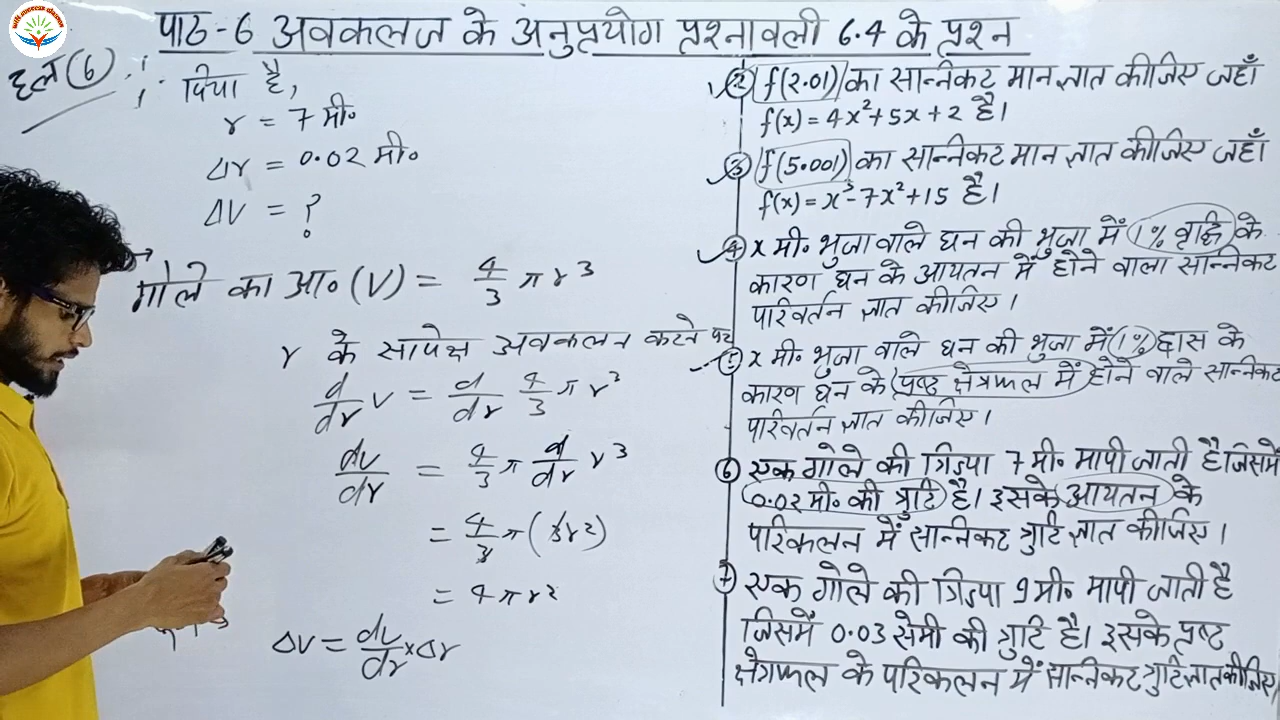 पाठ-6 अवकलज के अनुप्रयोग प्रश्नावली 6.4 के प्रश्न
हल (6) :
दिया है,
r = 7 मी०
Δr = 0.02 मी०
ΔV = ?
गोले का आ० (V) = 4/3 π r³
r के सापेक्ष अवकलन करने पर
d/dr V = d/dr 4/3 π r³
dv/dr = 4/3 π d/dr r³
= 4/3 π (3r²)
= 4πr²
ΔV = dv/dr × Δr
② f(2.01) का सान्निकट मान ज्ञात कीजिए जहाँ
f(x) = 4x² + 5x + 2 है।
③ f(5.001) का सान्निकट मान ज्ञात कीजिए जहाँ
f(x) = x³ - 7x² + 15 है।
④ x मी० भुजा वाले घन की भुजा में 1% वृद्धि के
कारण घन के आयतन में होने वाला सान्निकट
परिवर्तन ज्ञात कीजिए।
⑤ x मी० भुजा वाले घन की भुजा में (1%) ह्रास के
कारण घन के (पृष्ठ क्षेत्रफल में) होने वाले सान्निकट
परिवर्तन ज्ञात कीजिए।
⑥ एक गोले की त्रिज्या 7 मी० मापी जाती है जिसमें
0.02 मी० की त्रुटि है। इसके आयतन के
परिकलन में सान्निकट त्रुटि ज्ञात कीजिए।
⑦ एक गोले की त्रिज्या 9 मी० मापी जाती है
जिसमें 0.03 सेमी की त्रुटि है। इसके पृष्ठ
क्षेत्रफल के परिकलन में सान्निकट त्रुटि ज्ञात कीजिए